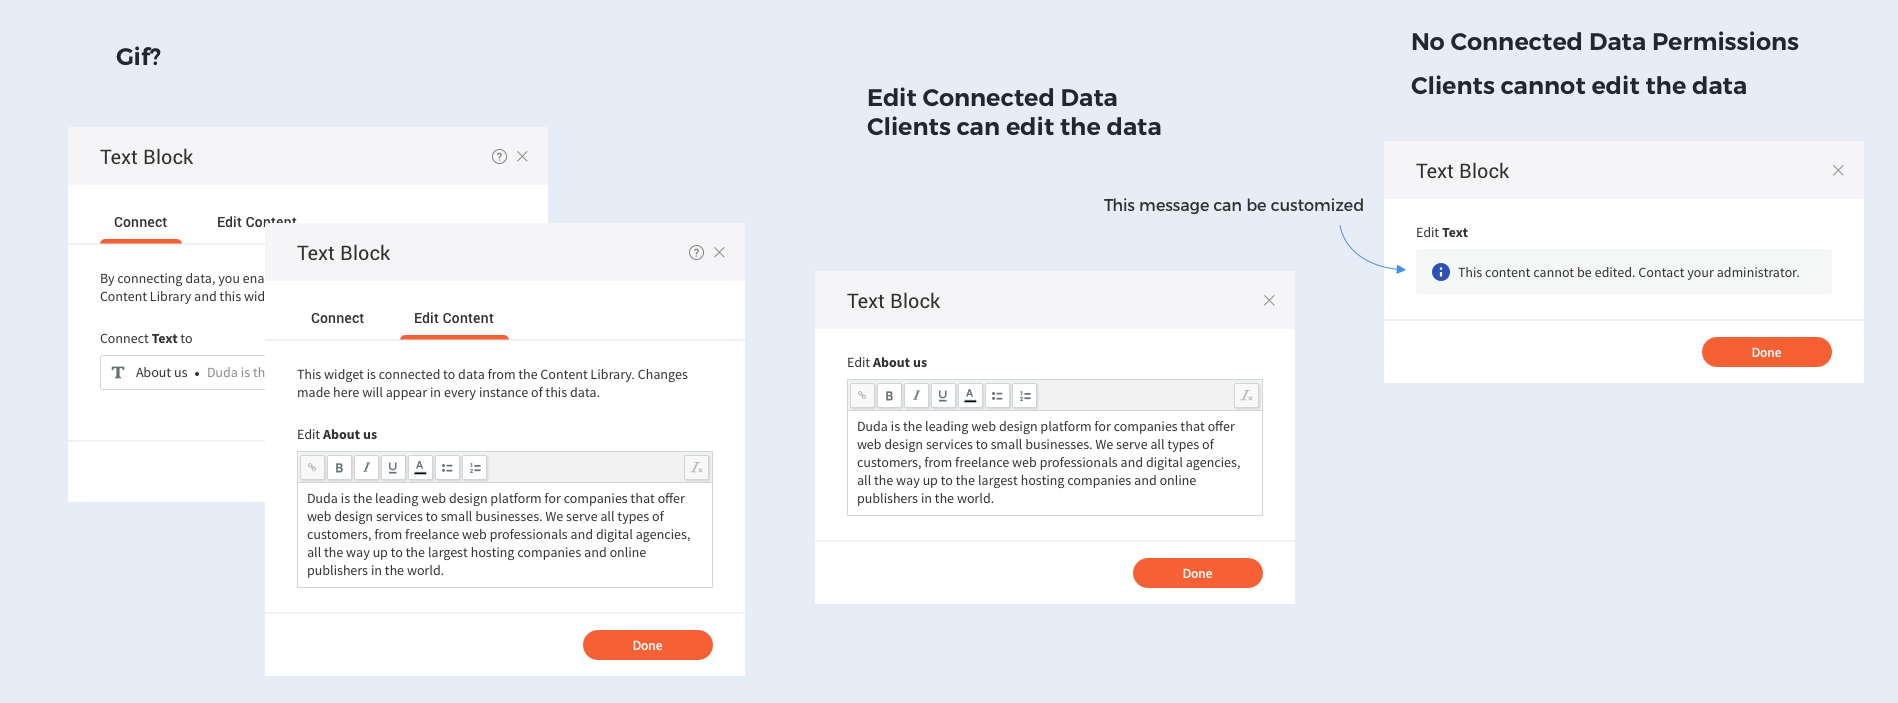 Gif?
Text Block
Connect
Edit Content
By connecting data, you ena
Content Library and this wid
Connect Text to
T About us • Duda is th
Text Block
Connect
Edit Content
This widget is connected to data from the Content Library. Changes
made here will appear in every instance of this data.
Edit About us
B I U A
Duda is the leading web design platform for companies that offer
web design services to small businesses. We serve all types of
customers, from freelance web professionals and digital agencies,
all the way up to the largest hosting companies and online
publishers in the world.
Done
Edit Connected Data
Clients can edit the data
Text Block
Edit About us
B I U A
Duda is the leading web design platform for companies that offer
web design services to small businesses. We serve all types of
customers, from freelance web professionals and digital agencies,
all the way up to the largest hosting companies and online
publishers in the world.
Done
No Connected Data Permissions
Clients cannot edit the data
This message can be customized
Text Block
Edit Text
This content cannot be edited. Contact your administrator.
Done